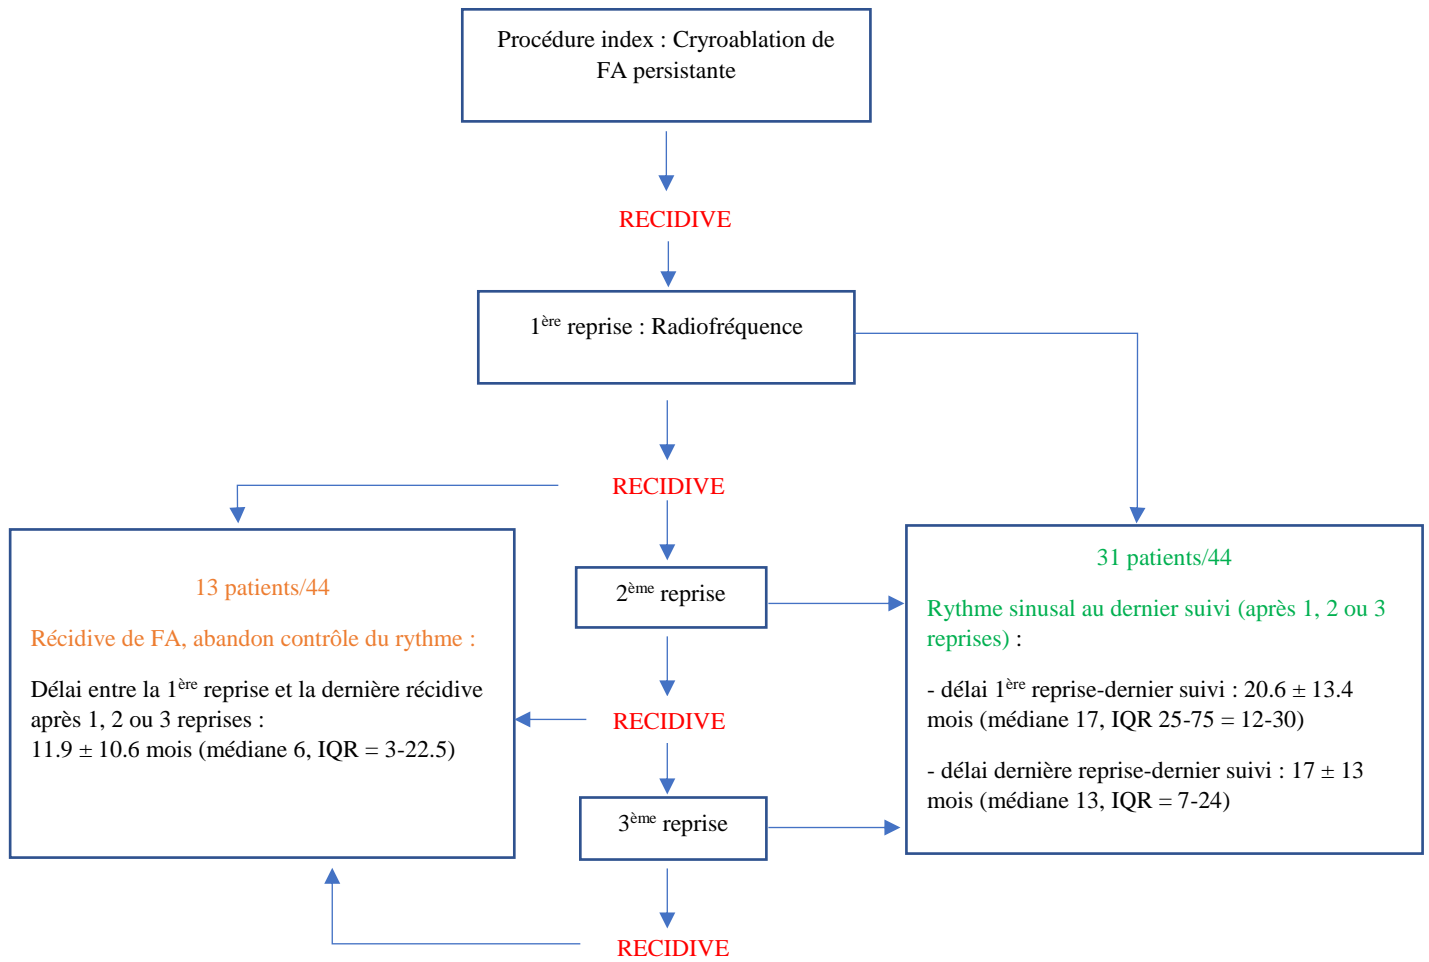 Procédure index : Cryroablation de
FA persistante
RECIDIVE
1ère reprise : Radiofréquence
RECIDIVE
13 patients/44
Récidive de FA, abandon contrôle du rythme :
Délai entre la 1ère reprise et la dernière récidive
après 1, 2 ou 3 reprises :
11.9 ± 10.6 mois (médiane 6, IQR = 3-22.5)
2ème reprise
31 patients/44
Rythme sinusal au dernier suivi (après 1, 2 ou 3
reprises) :
- délai 1ère reprise-dernier suivi : 20.6 ± 13.4
mois (médiane 17, IQR 25-75 = 12-30)
- délai dernière reprise-dernier suivi : 17 ± 13
mois (médiane 13, IQR = 7-24)
RECIDIVE
3ème reprise
RECIDIVE